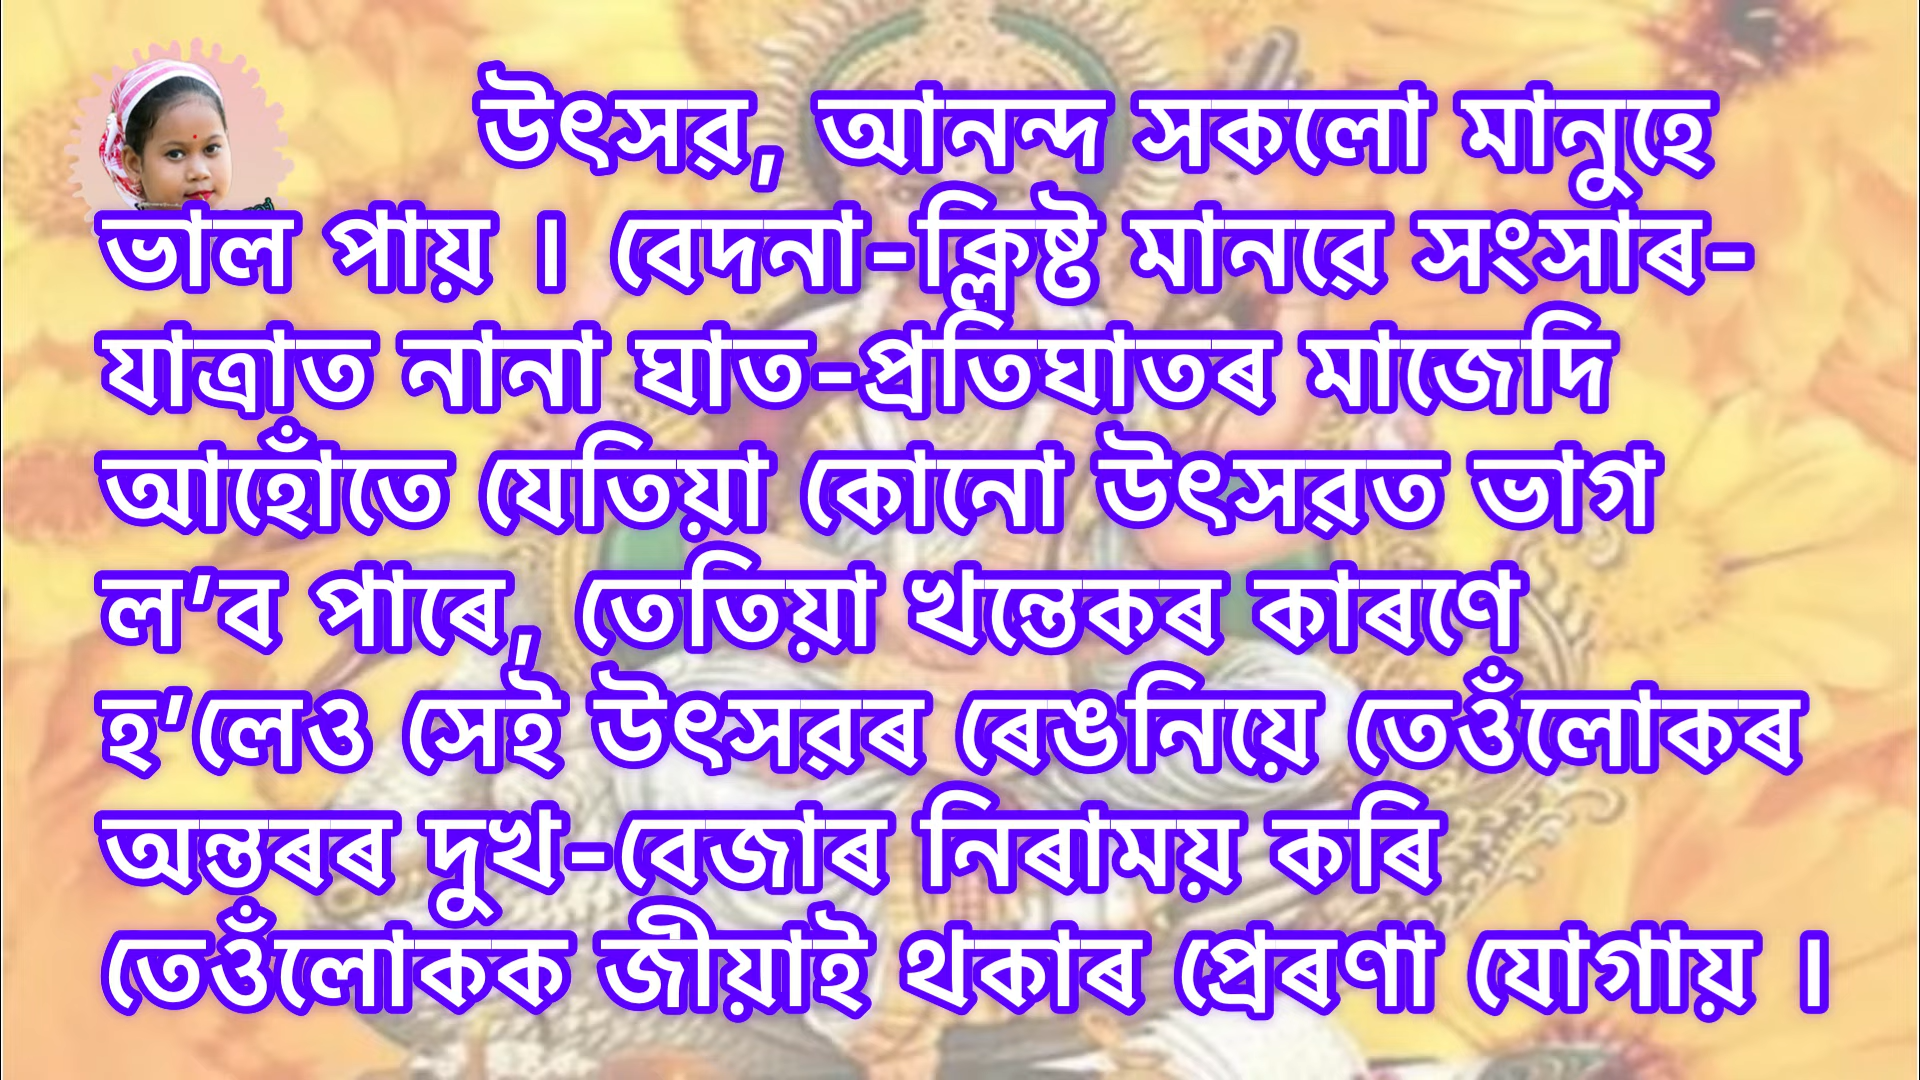 উৎসৱ, আনন্দ সকলো মানুহে
ভাল পায় । বেদনা-ক্লিষ্ট মানৱে সংসাৰ-
যাত্ৰাত নানা ঘাত-প্ৰতিঘাতৰ মাজেদি
আহোঁতে যেতিয়া কোনো উৎসৱত ভাগ
ল’ব পাৰে, তেতিয়া খন্তেকৰ কাৰণে
হ’লেও সেই উৎসৱৰ ৰেঙনিয়ে তেওঁলোকৰ
অন্তৰৰ দুখ-বেজাৰ নিৰাময় কৰি
তেওঁলোকক জীয়াই থকাৰ প্ৰেৰণা যোগায় ।